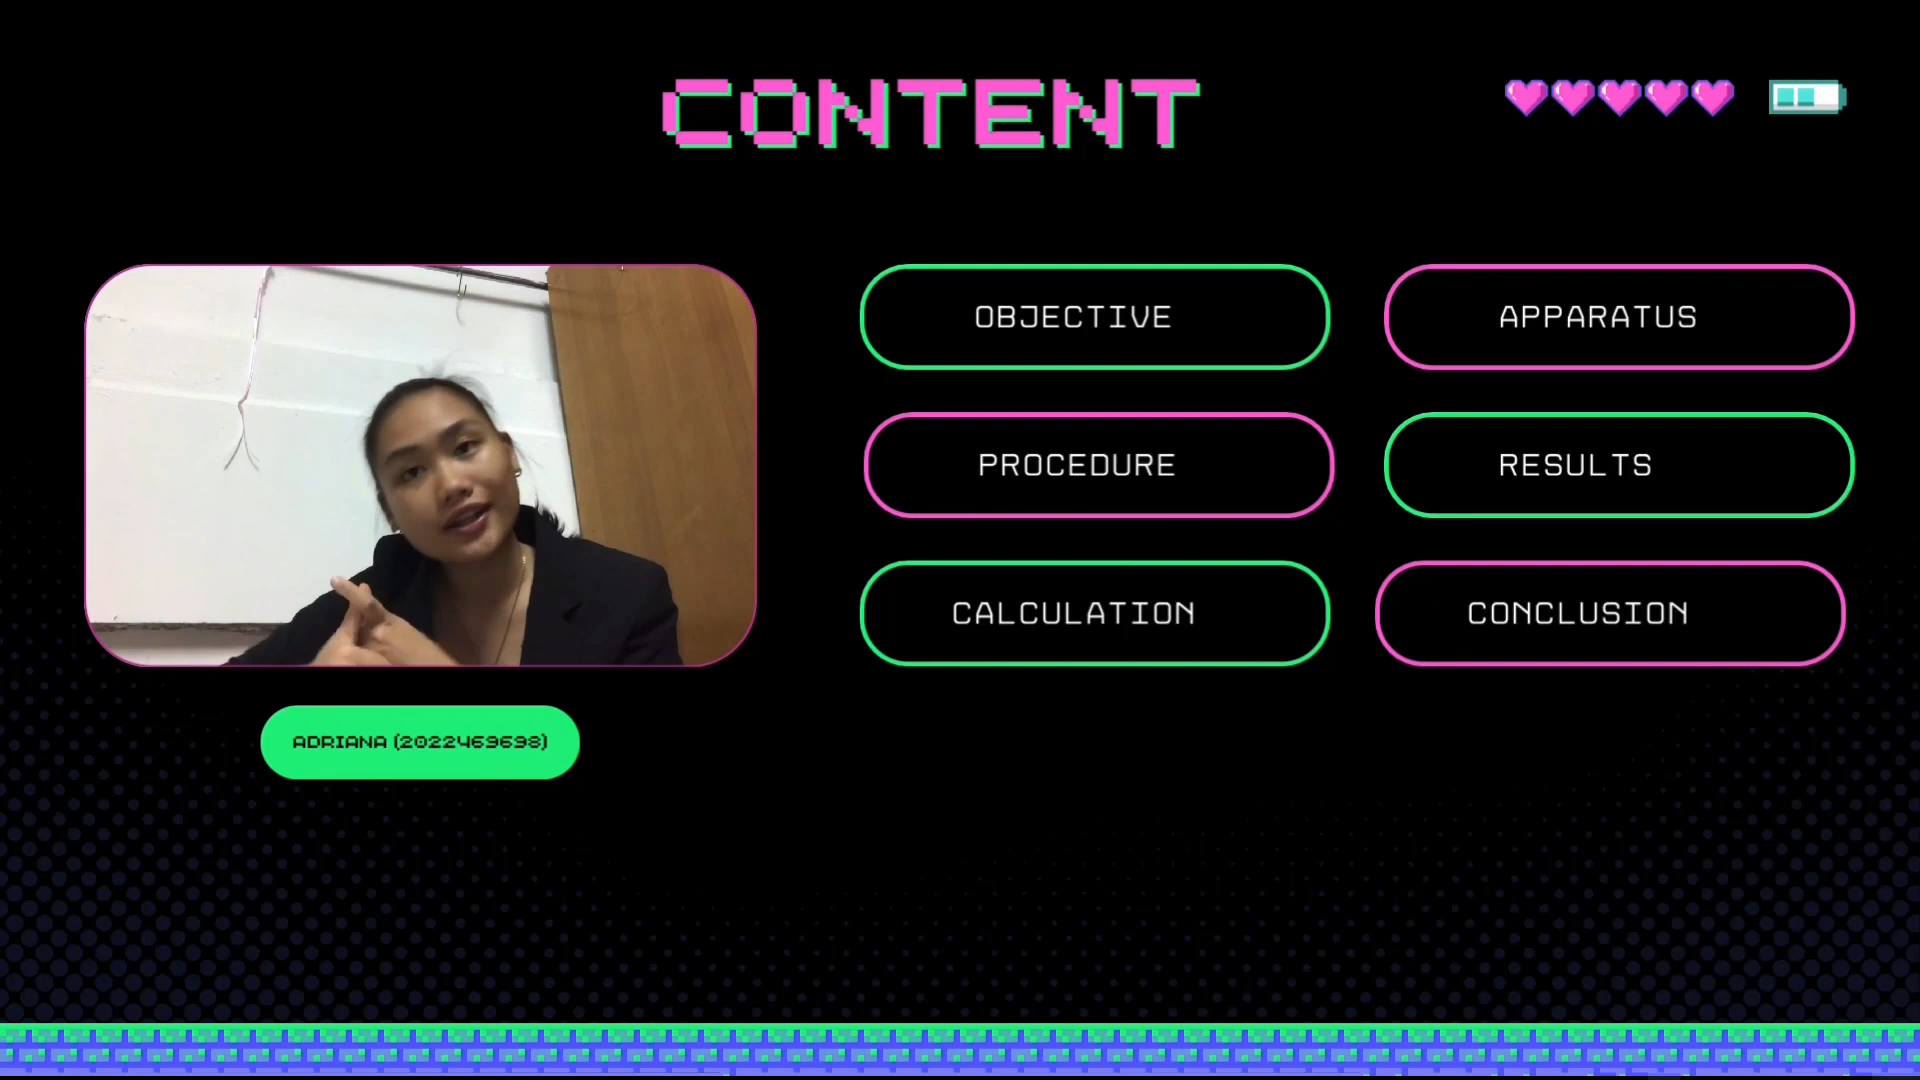 CONTENT
OBJECTIVE
APPARATUS
PROCEDURE
RESULTS
CALCULATION
CONCLUSION
ADRIANA (2022469698)